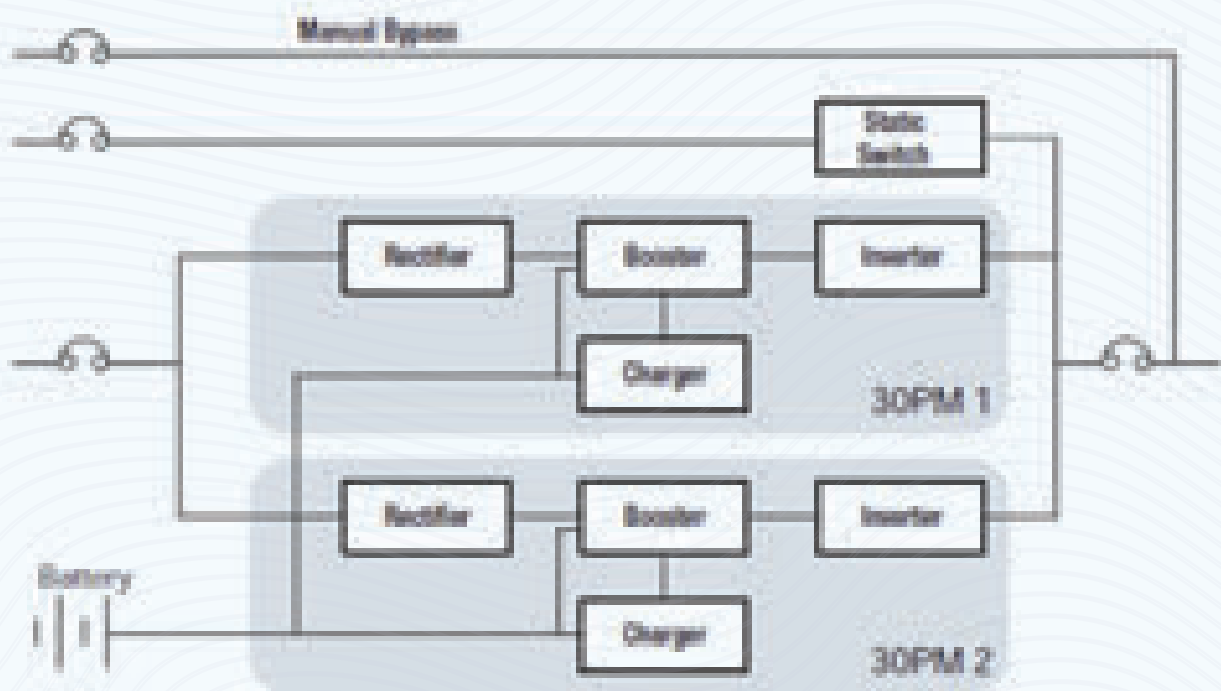 Manual Bypass
Static
Switch
Rectifier
Booster
Inverter
Charger
30PM 1
Rectifier
Booster
Inverter
Battery
Charger
30PM 2